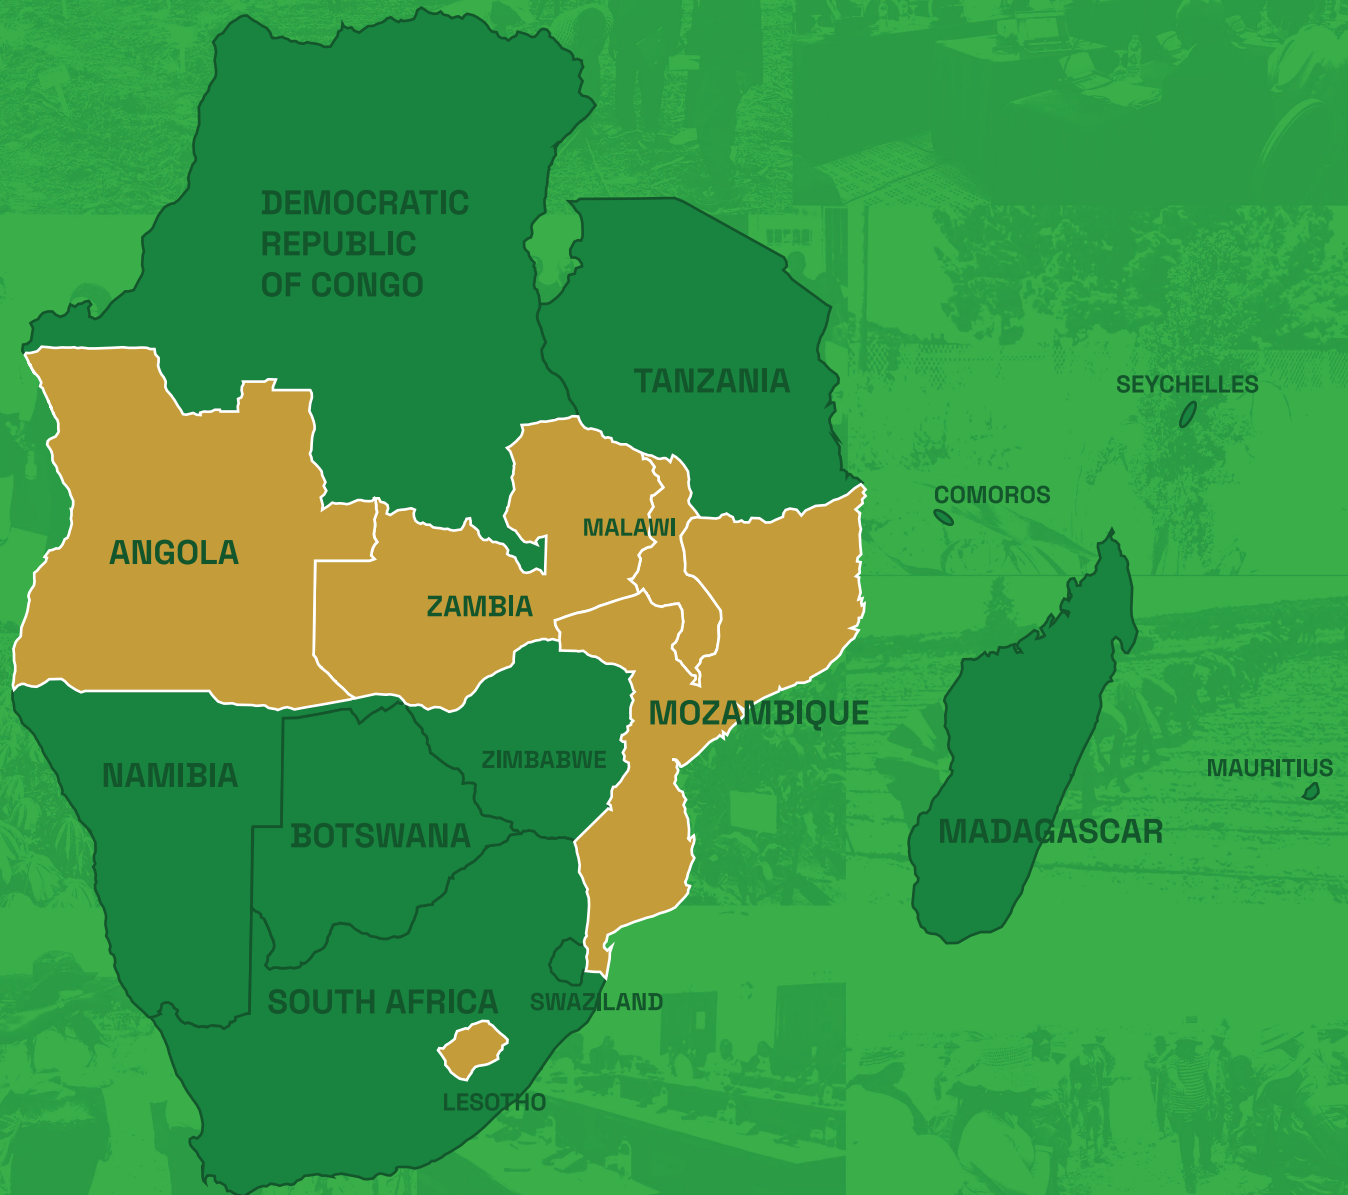 DEMOCRATIC
REPUBLIC
OF CONGO
TANZANIA
SEYCHELLES
COMOROS
MALAWI
ANGOLA
ZAMBIA
MOZAMBIQUE
ZIMBABWE
NAMIBIA
MAURITIUS
BOTSWANA
MADAGASCAR
SOUTH AFRICA
SWAZILAND
LESOTHO